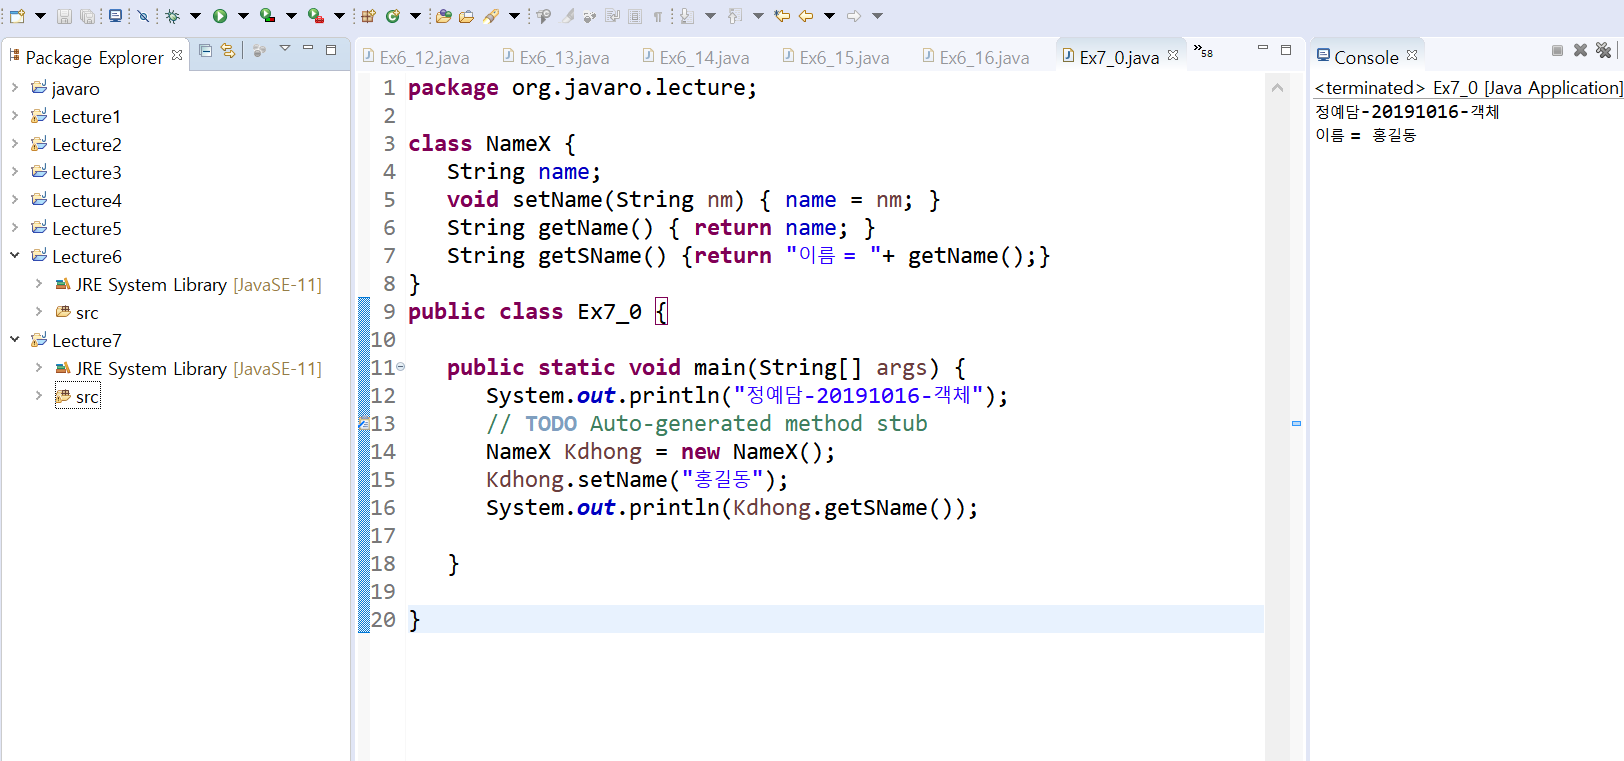 Package Explorer
javaro
Lecture1
Lecture2
Lecture3
Lecture4
Lecture5
Lecture6
JRE System Library [JavaSE-11]
src
Lecture7
JRE System Library [JavaSE-11]
src
Ex6_12.java Ex6_13.java Ex6_14.java Ex6_15.java Ex6_16.java Ex7_0.java »58
1 package org.javaro.lecture;
2
3 class NameX {
4 String name;
5 void setName(String nm) { name = nm; }
6 String getName() { return name; }
7 String getSName() {return "이름 = "+ getName();}
8 }
9 public class Ex7_0 {
10
11 public static void main(String[] args) {
12 System.out.println("정예담-20191016-객체");
13 // TODO Auto-generated method stub
14 NameX Kdhong = new NameX();
15 Kdhong.setName("홍길동");
16 System.out.println(Kdhong.getSName());
17
18 }
19
20 }
Console
<terminated> Ex7_0 [Java Application]
정예담-20191016-객체
이름 = 홍길동